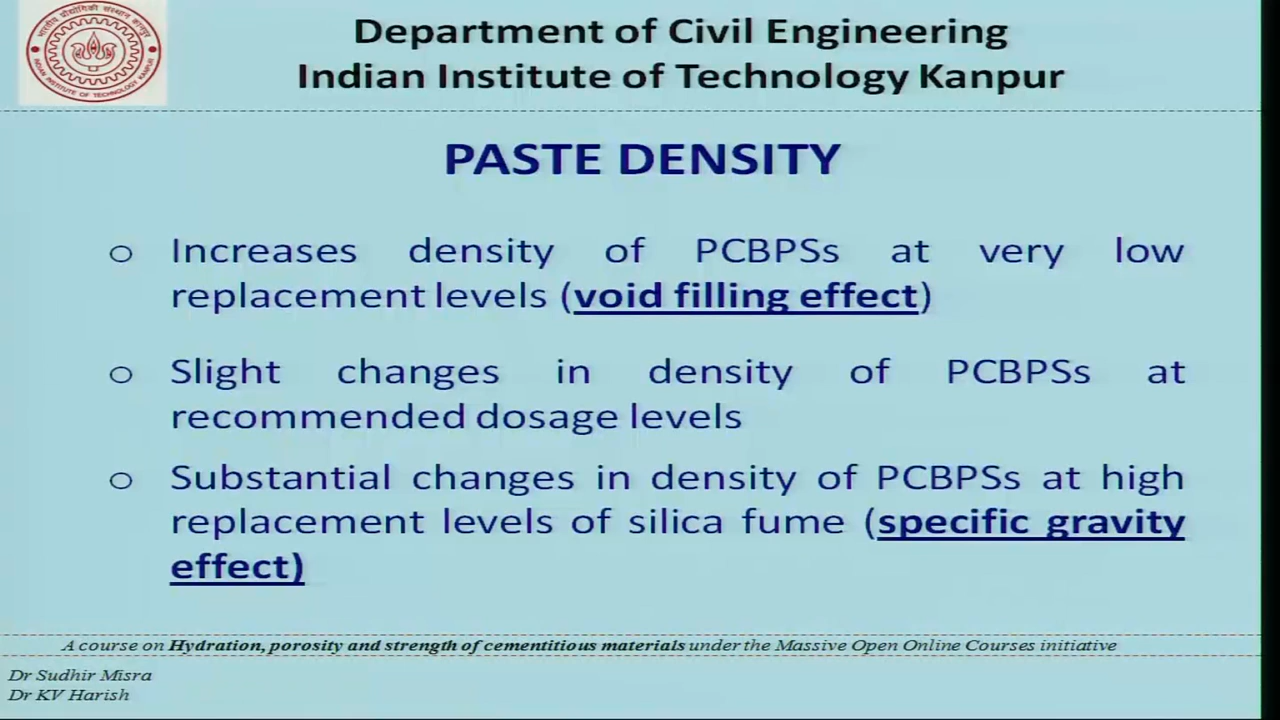 Department of Civil Engineering
Indian Institute of Technology Kanpur
PASTE DENSITY
o Increases density of PCBPSs at very low
replacement levels (void filling effect)
o Slight changes in density of PCBPSs at
recommended dosage levels
o Substantial changes in density of PCBPSs at high
replacement levels of silica fume (specific gravity
effect)
A course on Hydration, porosity and strength of cementitious materials under the Massive Open Online Courses initiative
Dr Sudhir Misra
Dr KV Harish